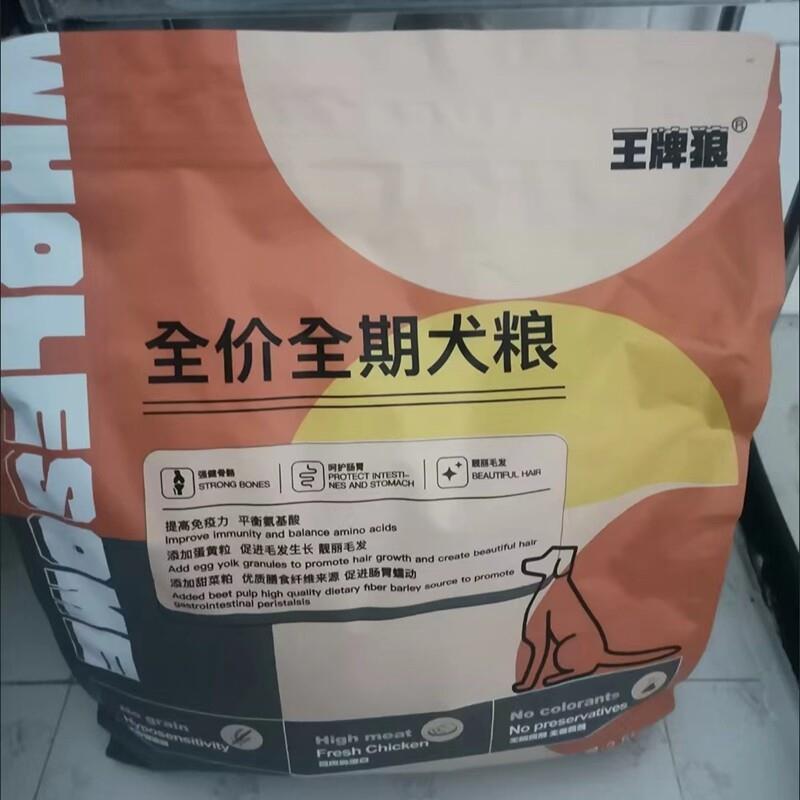 WHOLESOME
王牌狼®
全价全期犬粮
强健骨骼
STRONG BONES
呵护肠胃
PROTECT INTESTI-
NES AND STOMACH
靓丽毛发
BEAUTIFUL HAIR
提高免疫力 平衡氨基酸
Improve immunity and balance amino acids
添加蛋黄粒 促进毛发生长 靓丽毛发
Add egg yolk granules to promote hair growth and create beautiful hair
添加甜菜粕 优质膳食纤维来源 促进肠胃蠕动
Added beet pulp high quality dietary fiber barley source to promote
gastrointestinal peristalsis
No grain
Hyposensitivity
High meat
Fresh Chicken
No colorants
No preservatives